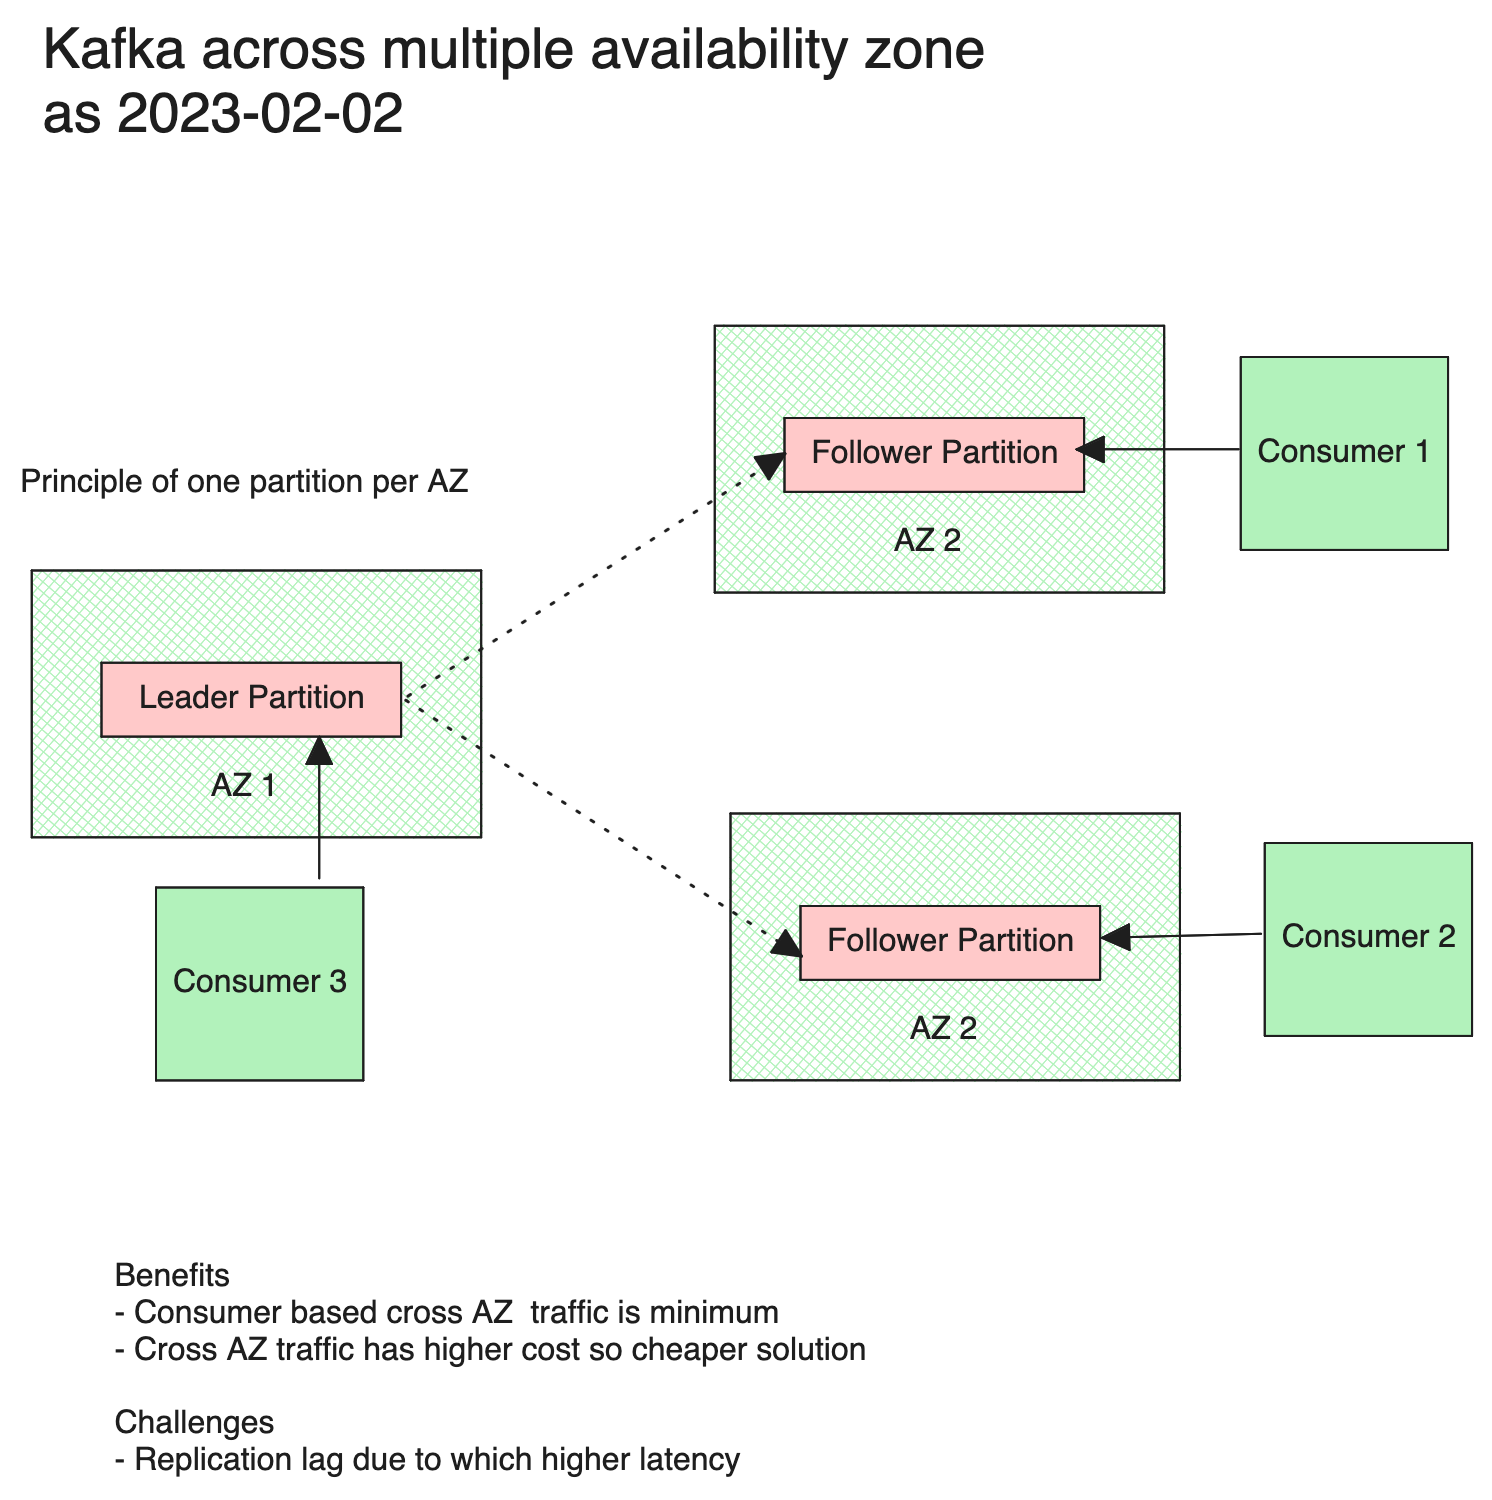 Kafka across multiple availability zone
as 2023-02-02
Follower Partition
AZ 2
Consumer 1
Principle of one partition per AZ
Leader Partition
AZ 1
Consumer 3
Follower Partition
AZ 2
Consumer 2
Benefits
- Consumer based cross AZ  traffic is minimum
- Cross AZ traffic has higher cost so cheaper solution
Challenges
- Replication lag due to which higher latency